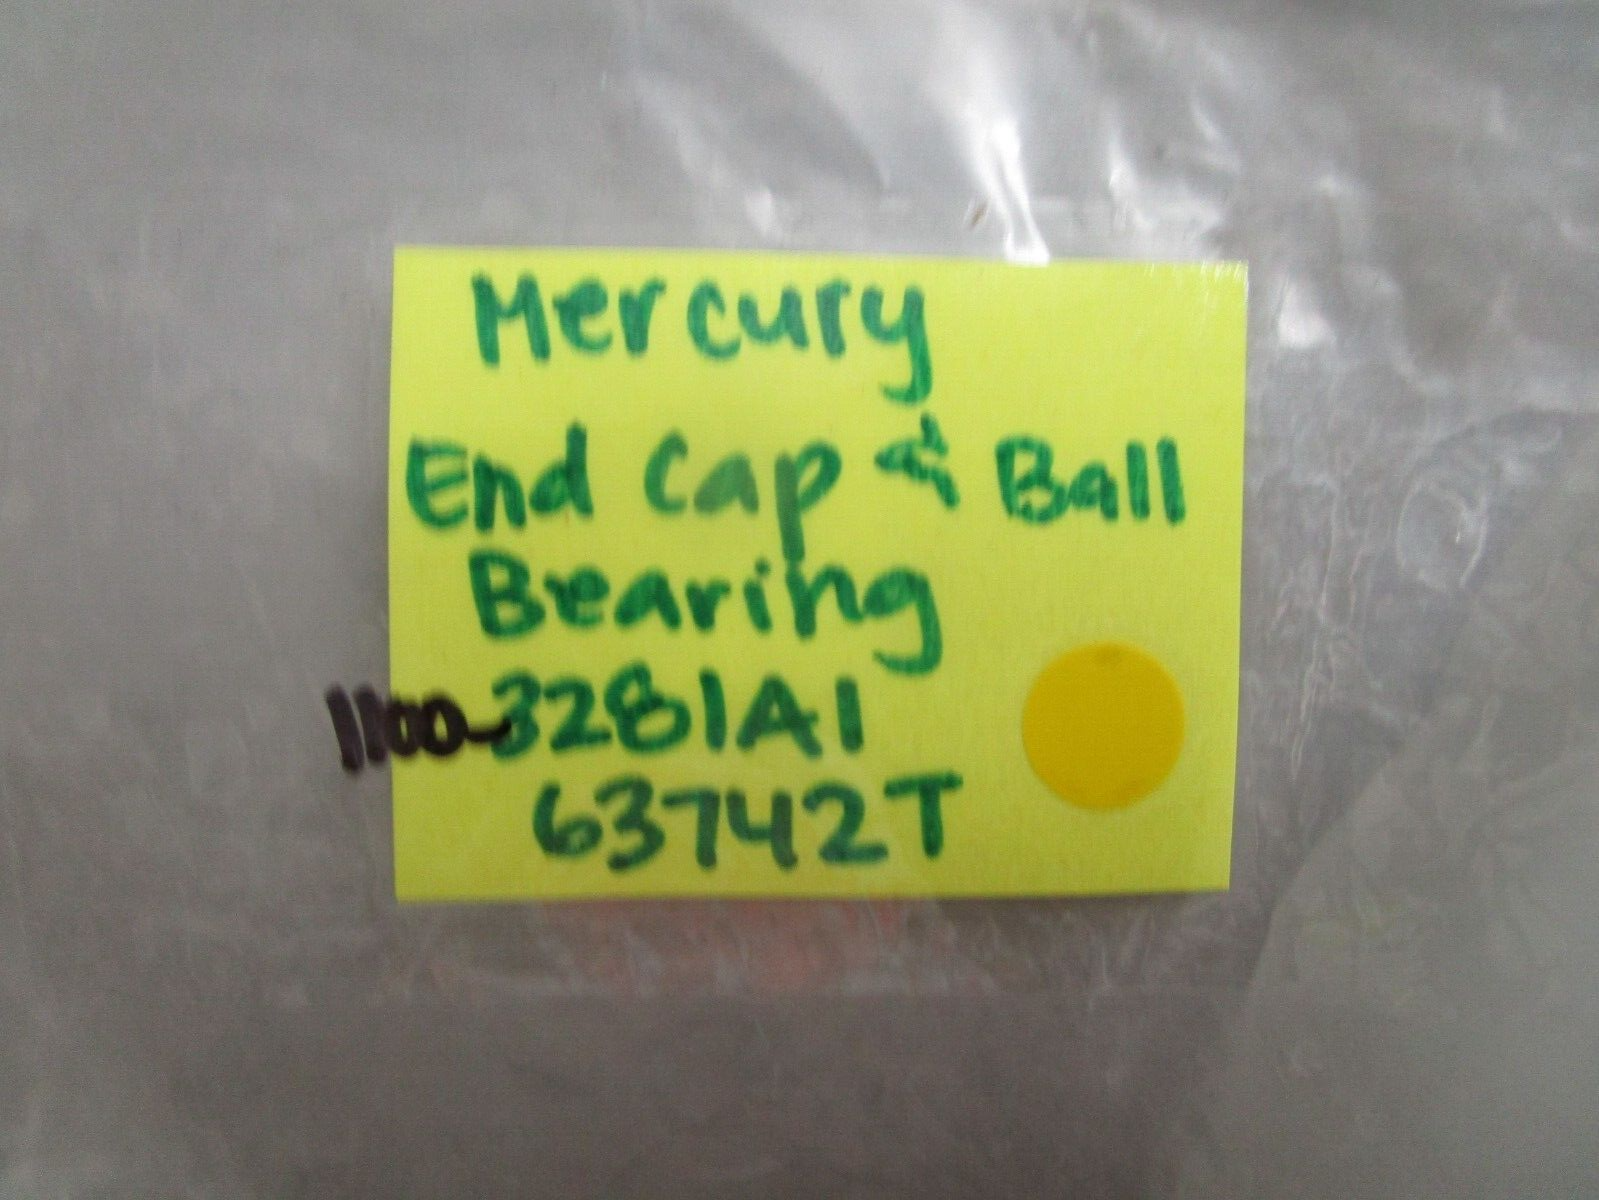 Mercury
End Cap & Ball
Bearing
1100-3281A1
63742T